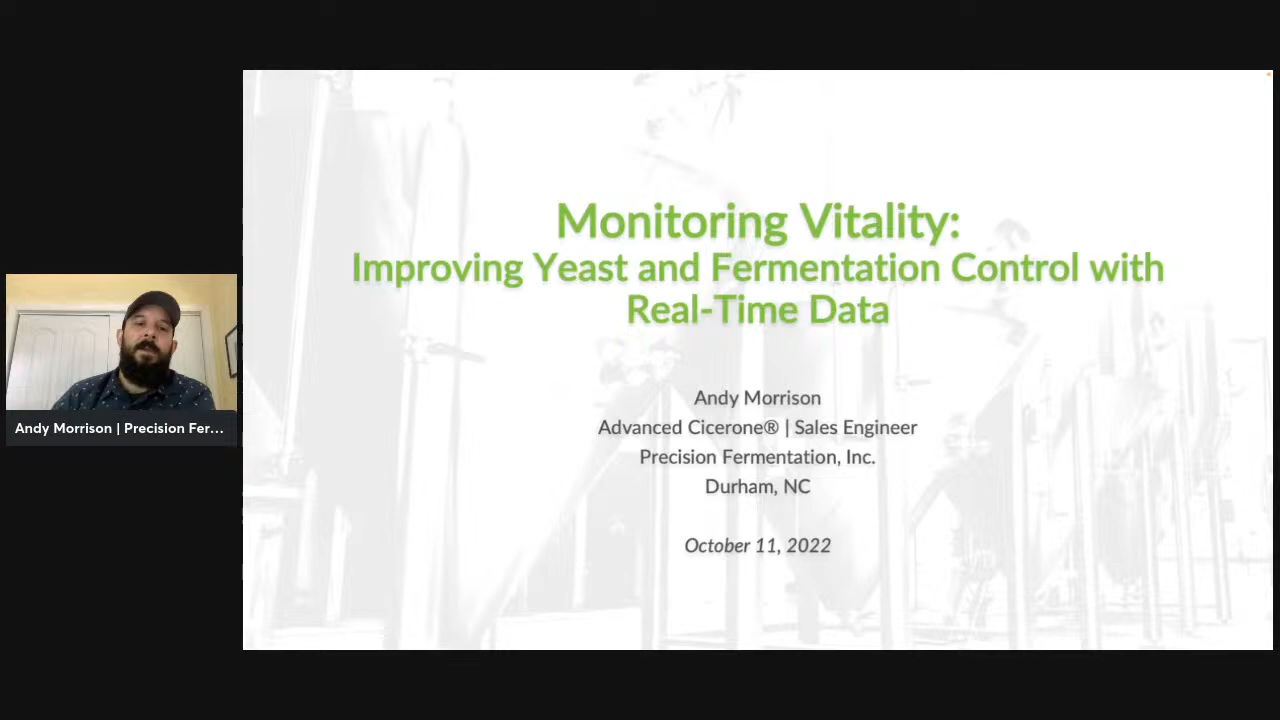 Monitoring Vitality:
Improving Yeast and Fermentation Control with
Real-Time Data
Andy Morrison
Advanced Cicerone® | Sales Engineer
Precision Fermentation, Inc.
Durham, NC
October 11, 2022
Andy Morrison | Precision Fer...